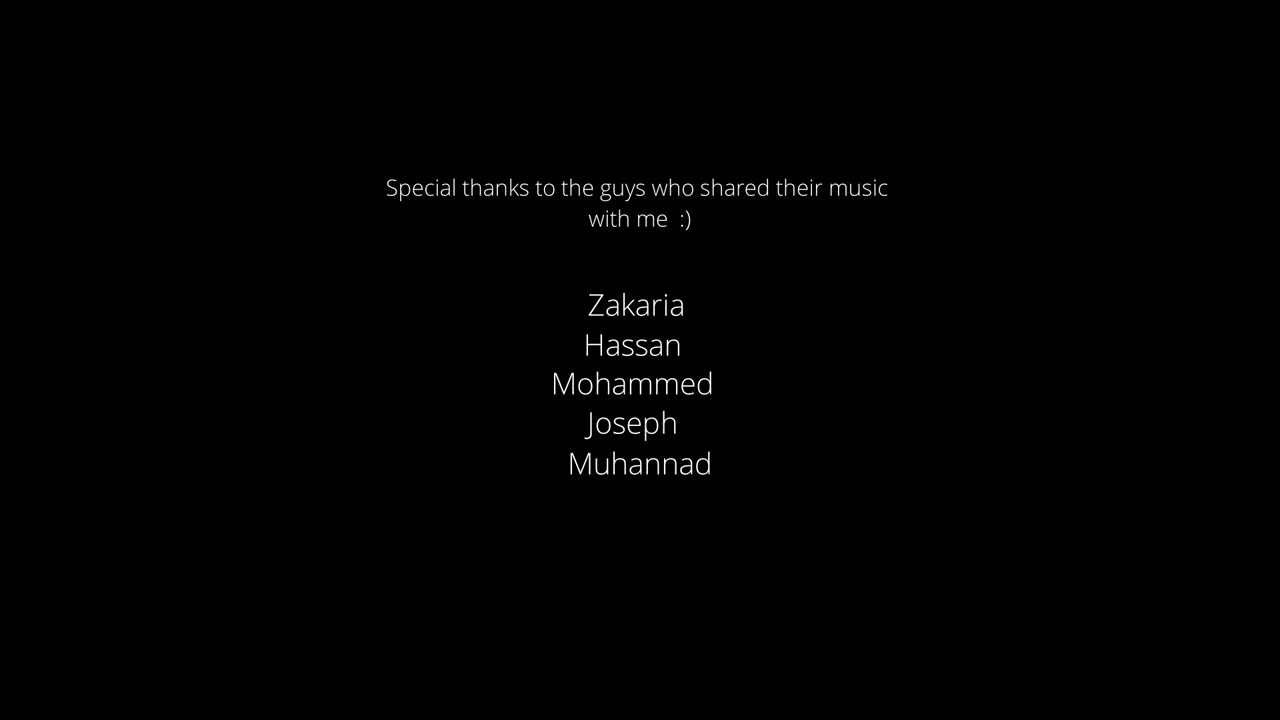 Special thanks to the guys who shared their music
with me  :)
Zakaria
Hassan
Mohammed
Joseph
Muhannad